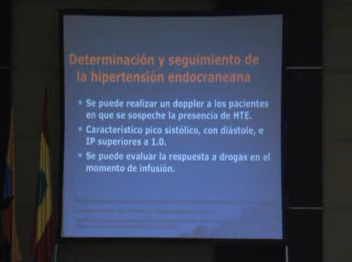 Determinación y seguimiento de
la hipertensión endocraneana
• Se puede realizar un doppler a los pacientes
en que se sospeche la presencia de HTE.
• Característico pico sistólico, con diástole, e
IP superiores a 1.0.
• Se puede evaluar la respuesta a drogas en el
momento de infusión.